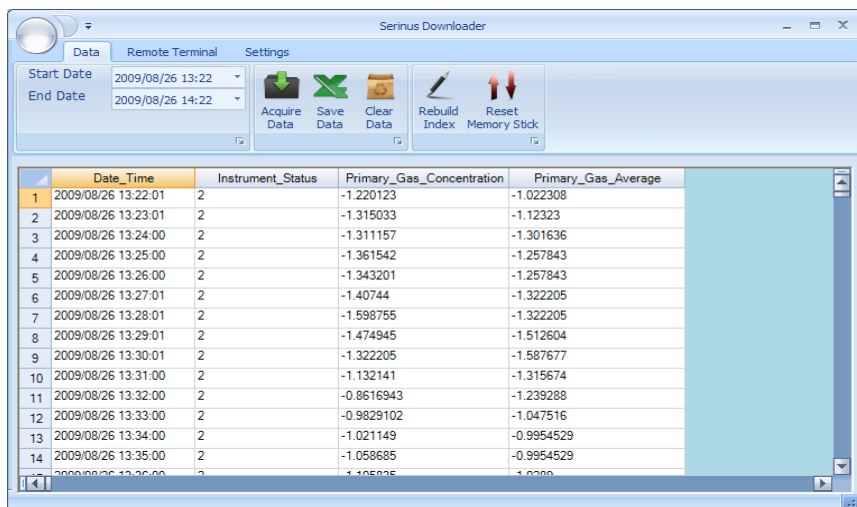 Serinus Downloader
Data Remote Terminal Settings
Start Date 2009/08/26 13:22
End Date 2009/08/26 14:22
Acquire Data Save Data Clear Data Rebuild Index Reset Memory Stick
Date_Time Instrument_Status Primary_Gas_Concentration Primary_Gas_Average
1 2009/08/26 13:22:01 2 -1.220123 -1.022308
2 2009/08/26 13:23:01 2 -1.315033 -1.12323
3 2009/08/26 13:24:00 2 -1.311157 -1.301636
4 2009/08/26 13:25:00 2 -1.361542 -1.257843
5 2009/08/26 13:26:00 2 -1.343201 -1.257843
6 2009/08/26 13:27:01 2 -1.40744 -1.322205
7 2009/08/26 13:28:01 2 -1.598755 -1.322205
8 2009/08/26 13:29:01 2 -1.474945 -1.512604
9 2009/08/26 13:30:01 2 -1.322205 -1.587677
10 2009/08/26 13:31:00 2 -1.132141 -1.315674
11 2009/08/26 13:32:00 2 -0.8616943 -1.239288
12 2009/08/26 13:33:00 2 -0.9829102 -1.047516
13 2009/08/26 13:34:00 2 -1.021149 -0.9954529
14 2009/08/26 13:35:00 2 -1.058685 -0.9954529